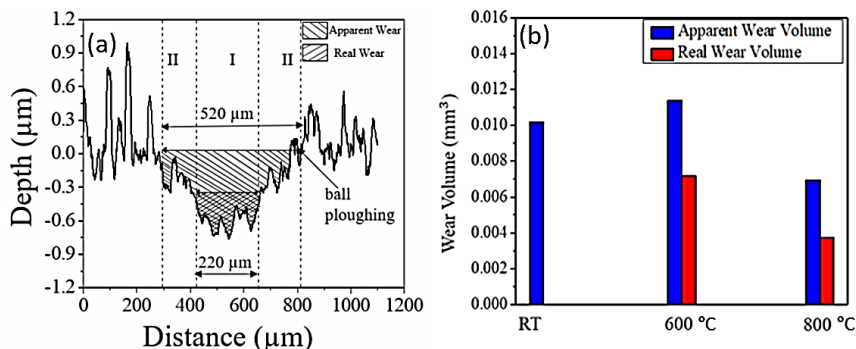 (a)
Apparent Wear
Real Wear
II
I
II
520 µm
ball
ploughing
220 µm
1.2
0.9
0.6
0.3
0.0
-0.3
-0.6
-0.9
-1.2
Depth (µm)
0 200 400 600 800 1000 1200
Distance (µm)
(b)
Apparent Wear Volume
Real Wear Volume
0.016
0.014
0.012
0.010
0.008
0.006
0.004
0.002
0.000
Wear Volume (mm³)
RT 600 °C 800 °C